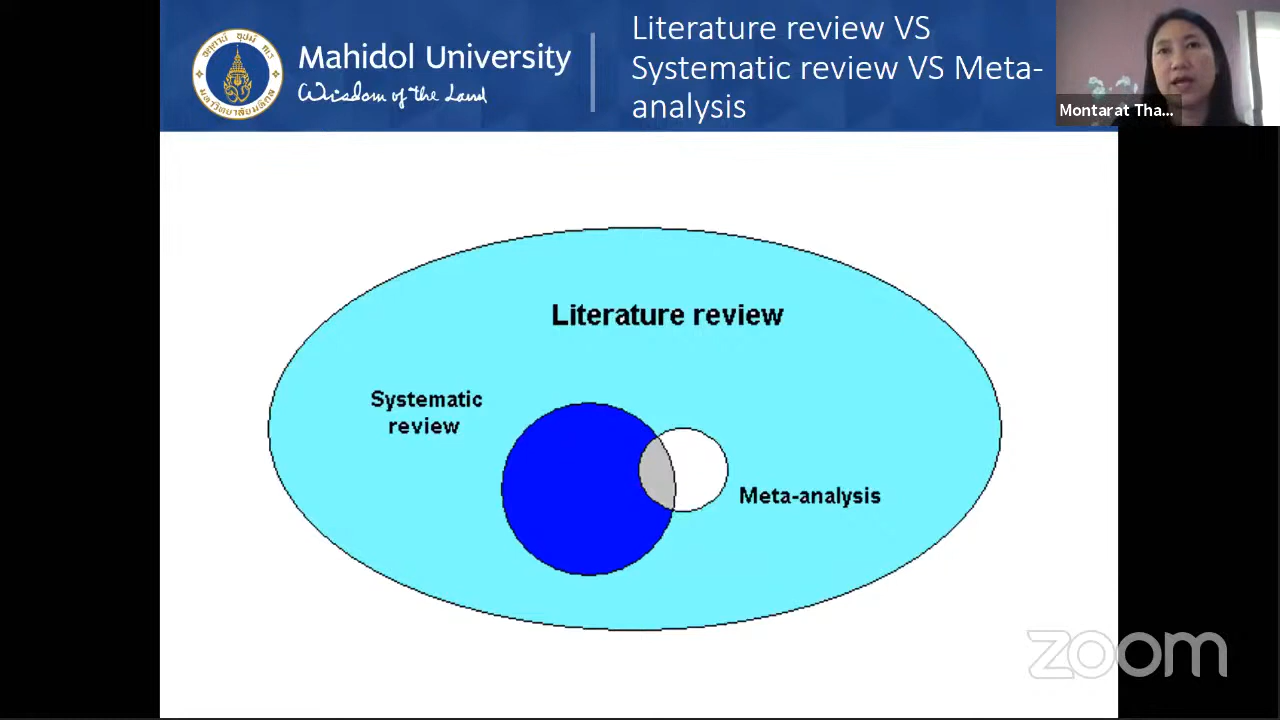 Mahidol University
Wisdom of the Land
Literature review VS
Systematic review VS Meta-
analysis
Montarat Tha...
Literature review
Systematic
review
Meta-analysis
zoom